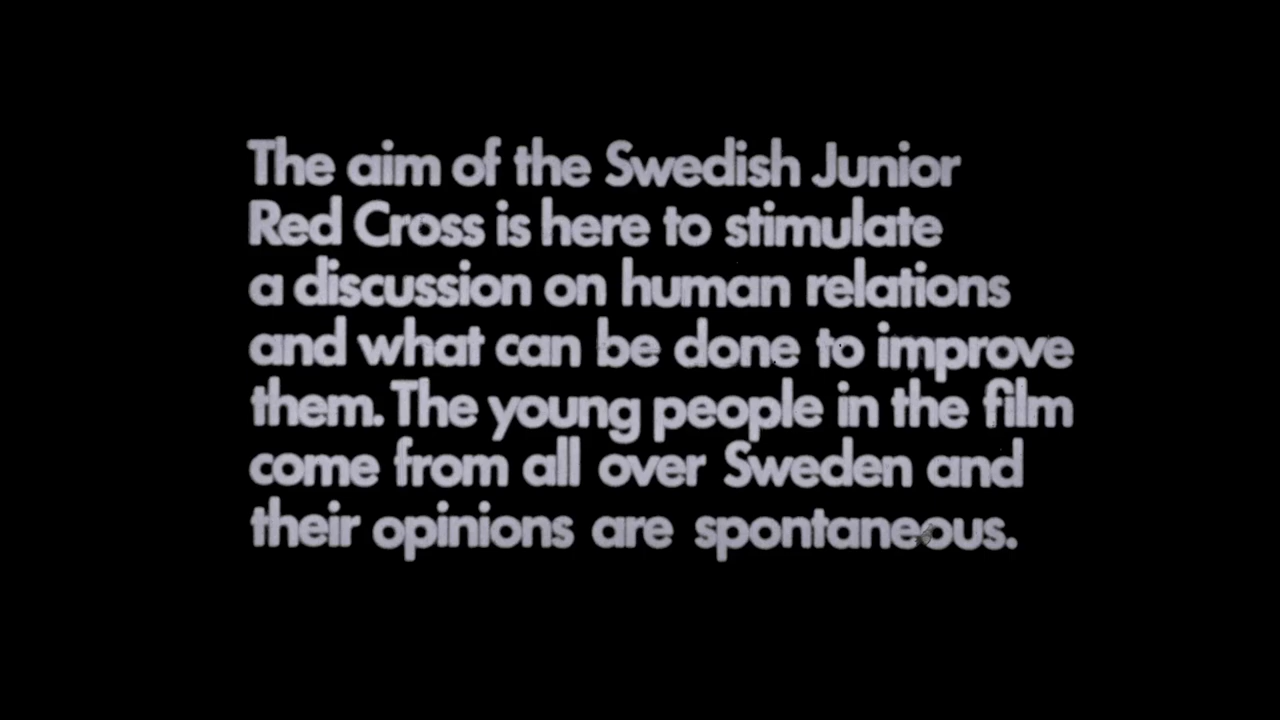 The aim of the Swedish Junior
Red Cross is here to stimulate
a discussion on human relations
and what can be done to improve
them. The young people in the film
come from all over Sweden and
their opinions are spontaneous.